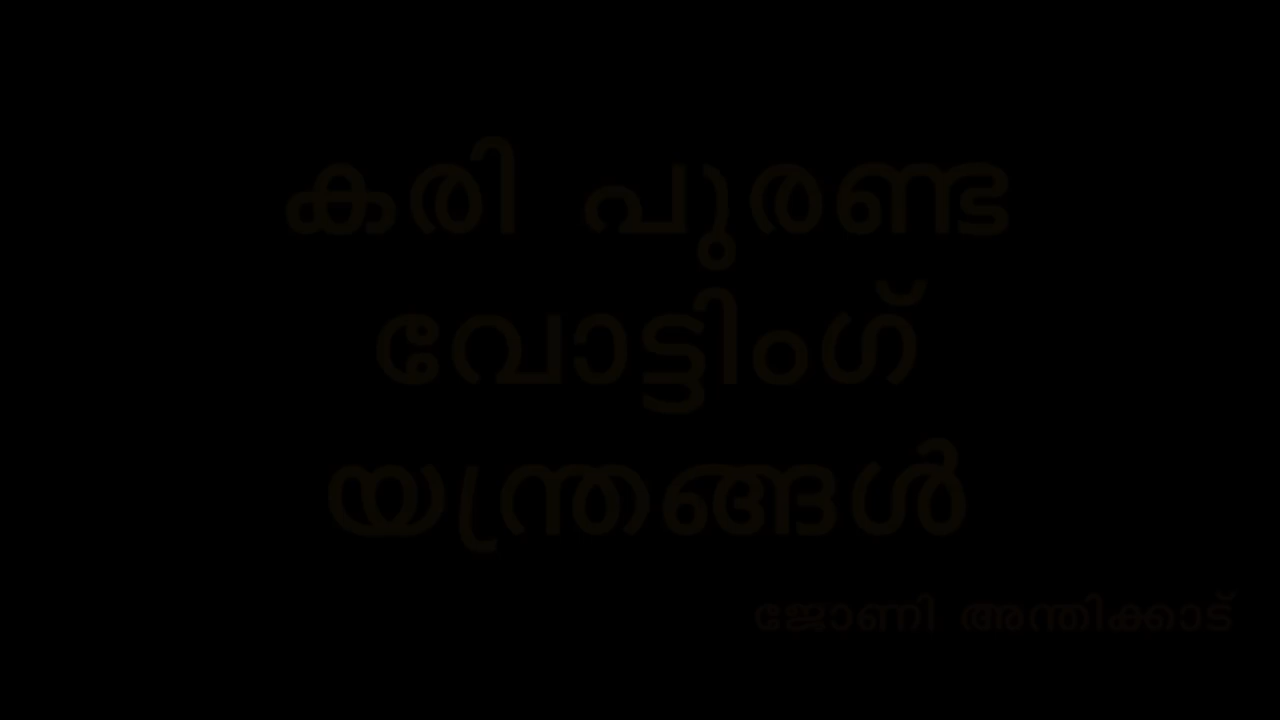 കരി പുരണ്ട
വോട്ടിംഗ്
യന്ത്രങ്ങൾ
ജോണി അന്തിക്കാട്